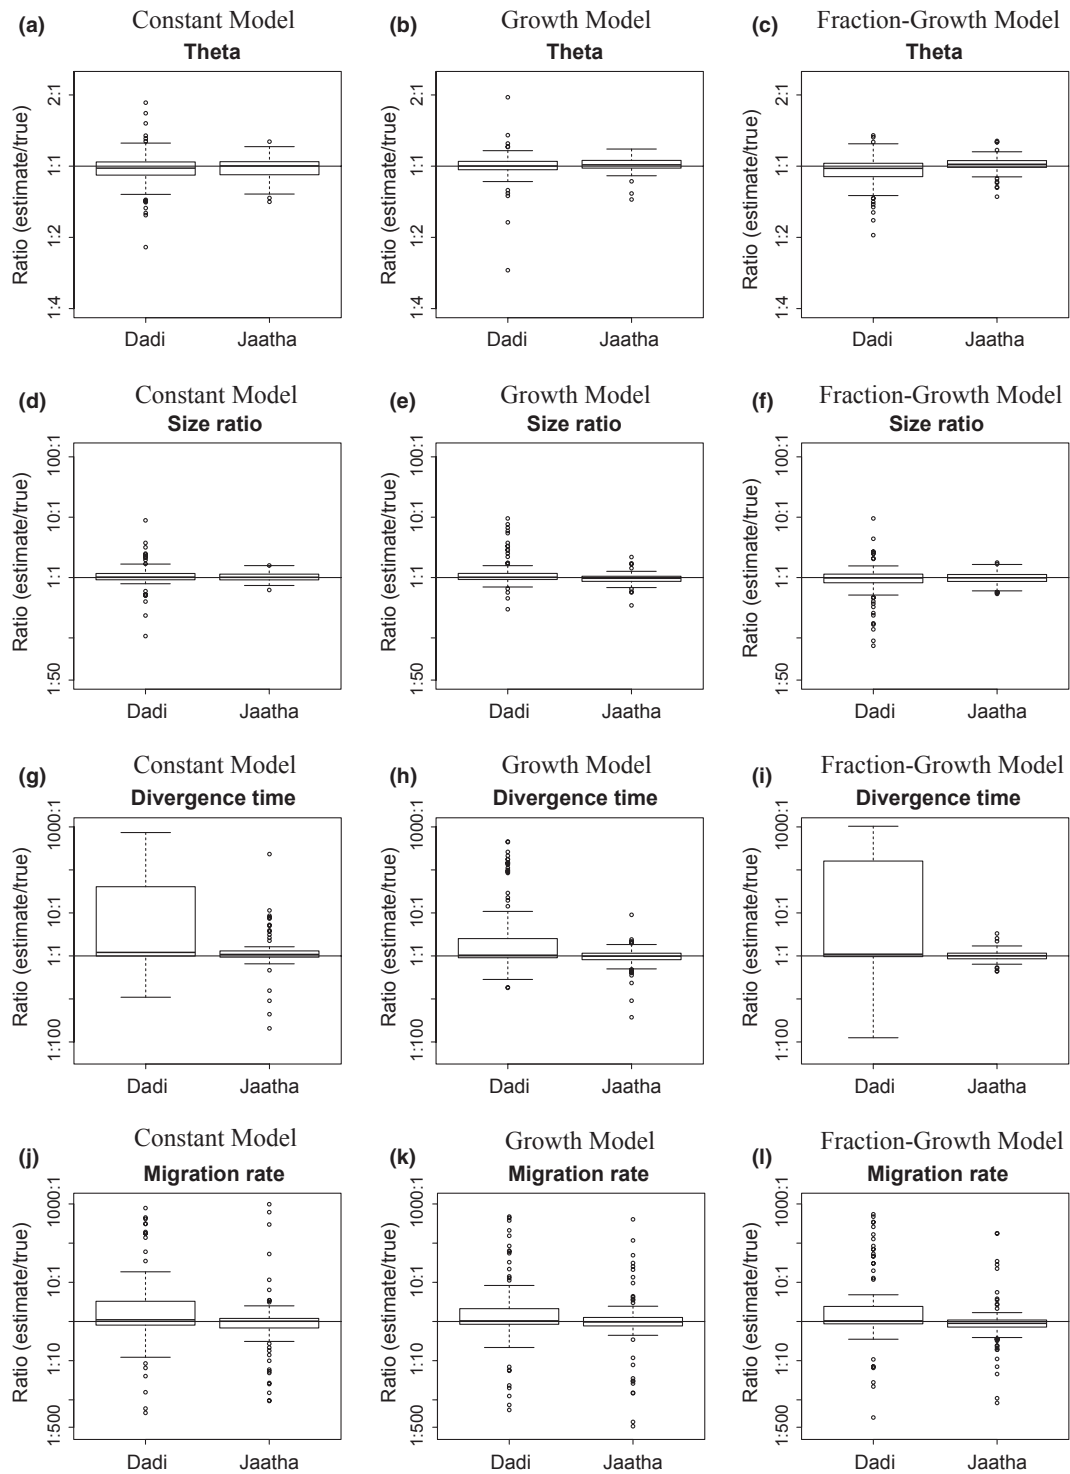 (a) Constant Model
Theta
Ratio (estimate/true)
2:1
1:1
1:2
1:4
Dadi Jaatha
(b) Growth Model
Theta
Ratio (estimate/true)
2:1
1:1
1:2
1:4
Dadi Jaatha
(c) Fraction-Growth Model
Theta
Ratio (estimate/true)
2:1
1:1
1:2
1:4
Dadi Jaatha
(d) Constant Model
Size ratio
Ratio (estimate/true)
100:1
10:1
1:1
1:50
Dadi Jaatha
(e) Growth Model
Size ratio
Ratio (estimate/true)
100:1
10:1
1:1
1:50
Dadi Jaatha
(f) Fraction-Growth Model
Size ratio
Ratio (estimate/true)
100:1
10:1
1:1
1:50
Dadi Jaatha
(g) Constant Model
Divergence time
Ratio (estimate/true)
1000:1
10:1
1:1
1:100
Dadi Jaatha
(h) Growth Model
Divergence time
Ratio (estimate/true)
1000:1
10:1
1:1
1:100
Dadi Jaatha
(i) Fraction-Growth Model
Divergence time
Ratio (estimate/true)
1000:1
10:1
1:1
1:100
Dadi Jaatha
(j) Constant Model
Migration rate
Ratio (estimate/true)
1000:1
10:1
1:10
1:500
Dadi Jaatha
(k) Growth Model
Migration rate
Ratio (estimate/true)
1000:1
10:1
1:10
1:500
Dadi Jaatha
(l) Fraction-Growth Model
Migration rate
Ratio (estimate/true)
1000:1
10:1
1:10
1:500
Dadi Jaatha